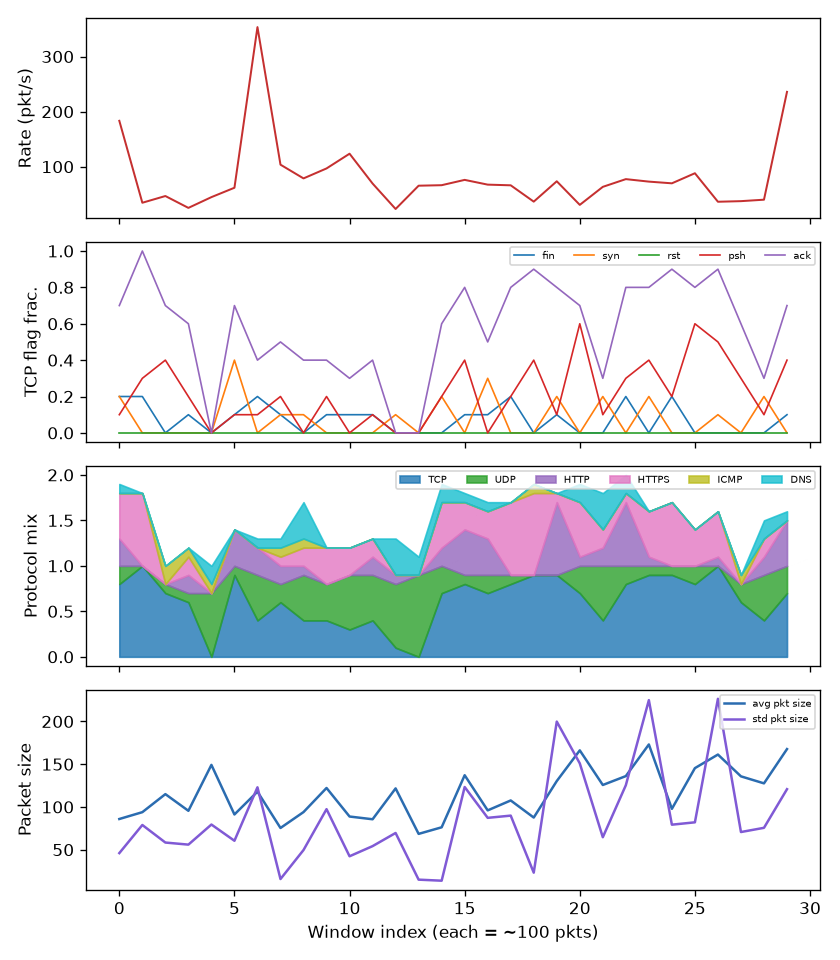 Rate (pkt/s)
300
200
100
TCP flag frac.
1.0
0.8
0.6
0.4
0.2
0.0
fin syn rst psh ack
Protocol mix
2.0
1.5
1.0
0.5
0.0
TCP UDP HTTP HTTPS ICMP DNS
Packet size
200
150
100
50
avg pkt size
std pkt size
0 5 10 15 20 25 30
Window index (each = ~100 pkts)